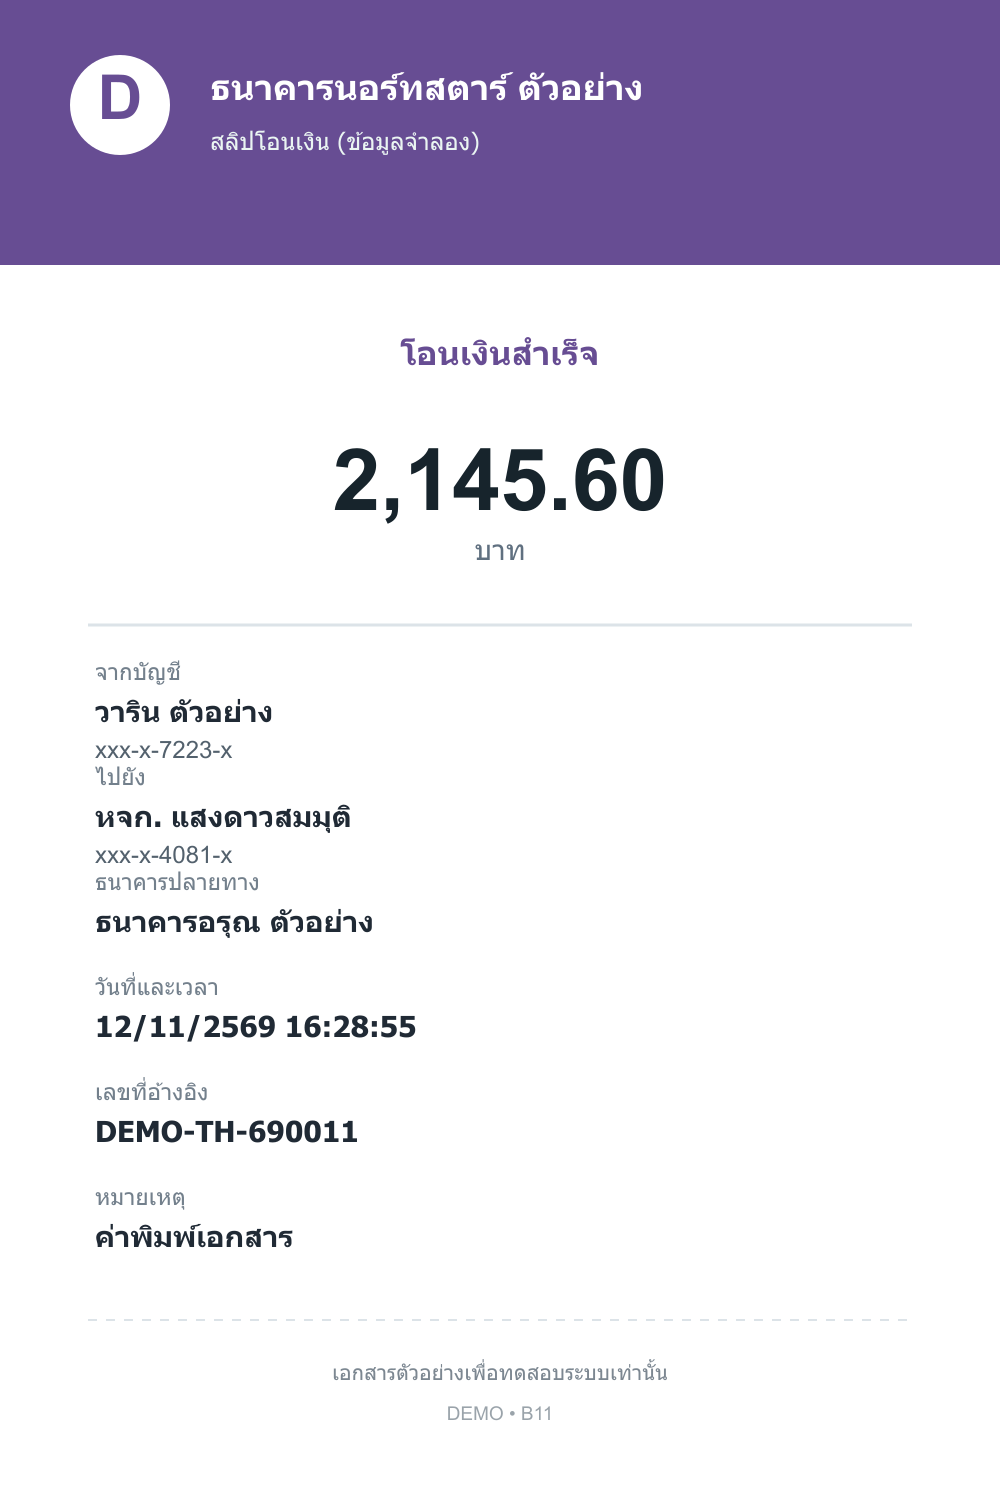 D
ธนาคารนอร์ทสตาร์ ตัวอย่าง
สลิปโอนเงิน (ข้อมูลจำลอง)
โอนเงินสำเร็จ
2,145.60
บาท
จากบัญชี
วาริน ตัวอย่าง
xxx-x-7223-x
ไปยัง
หจก. แสงดาวสมมุติ
xxx-x-4081-x
ธนาคารปลายทาง
ธนาคารอรุณ ตัวอย่าง
วันที่และเวลา
12/11/2569 16:28:55
เลขที่อ้างอิง
DEMO-TH-690011
หมายเหตุ
ค่าพิมพ์เอกสาร
เอกสารตัวอย่างเพื่อทดสอบระบบเท่านั้น
DEMO • B11